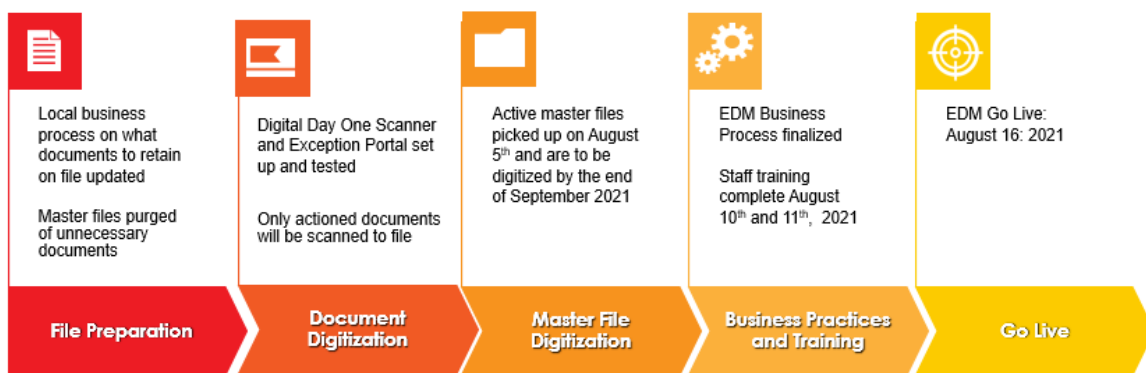 Local business
process on what
documents to retain
on file updated
Master files purged
of unnecessary
documents
File Preparation
Digital Day One Scanner
and Exception Portal set
up and tested
Only actioned documents
will be scanned to file
Document
Digitization
Active master files
picked up on August
5th and are to be
digitized by the end
of September 2021
Master File
Digitization
EDM Business
Process finalized
Staff training
complete August
10th and 11th, 2021
Business Practices
and Training
EDM Go Live:
August 16: 2021
Go Live